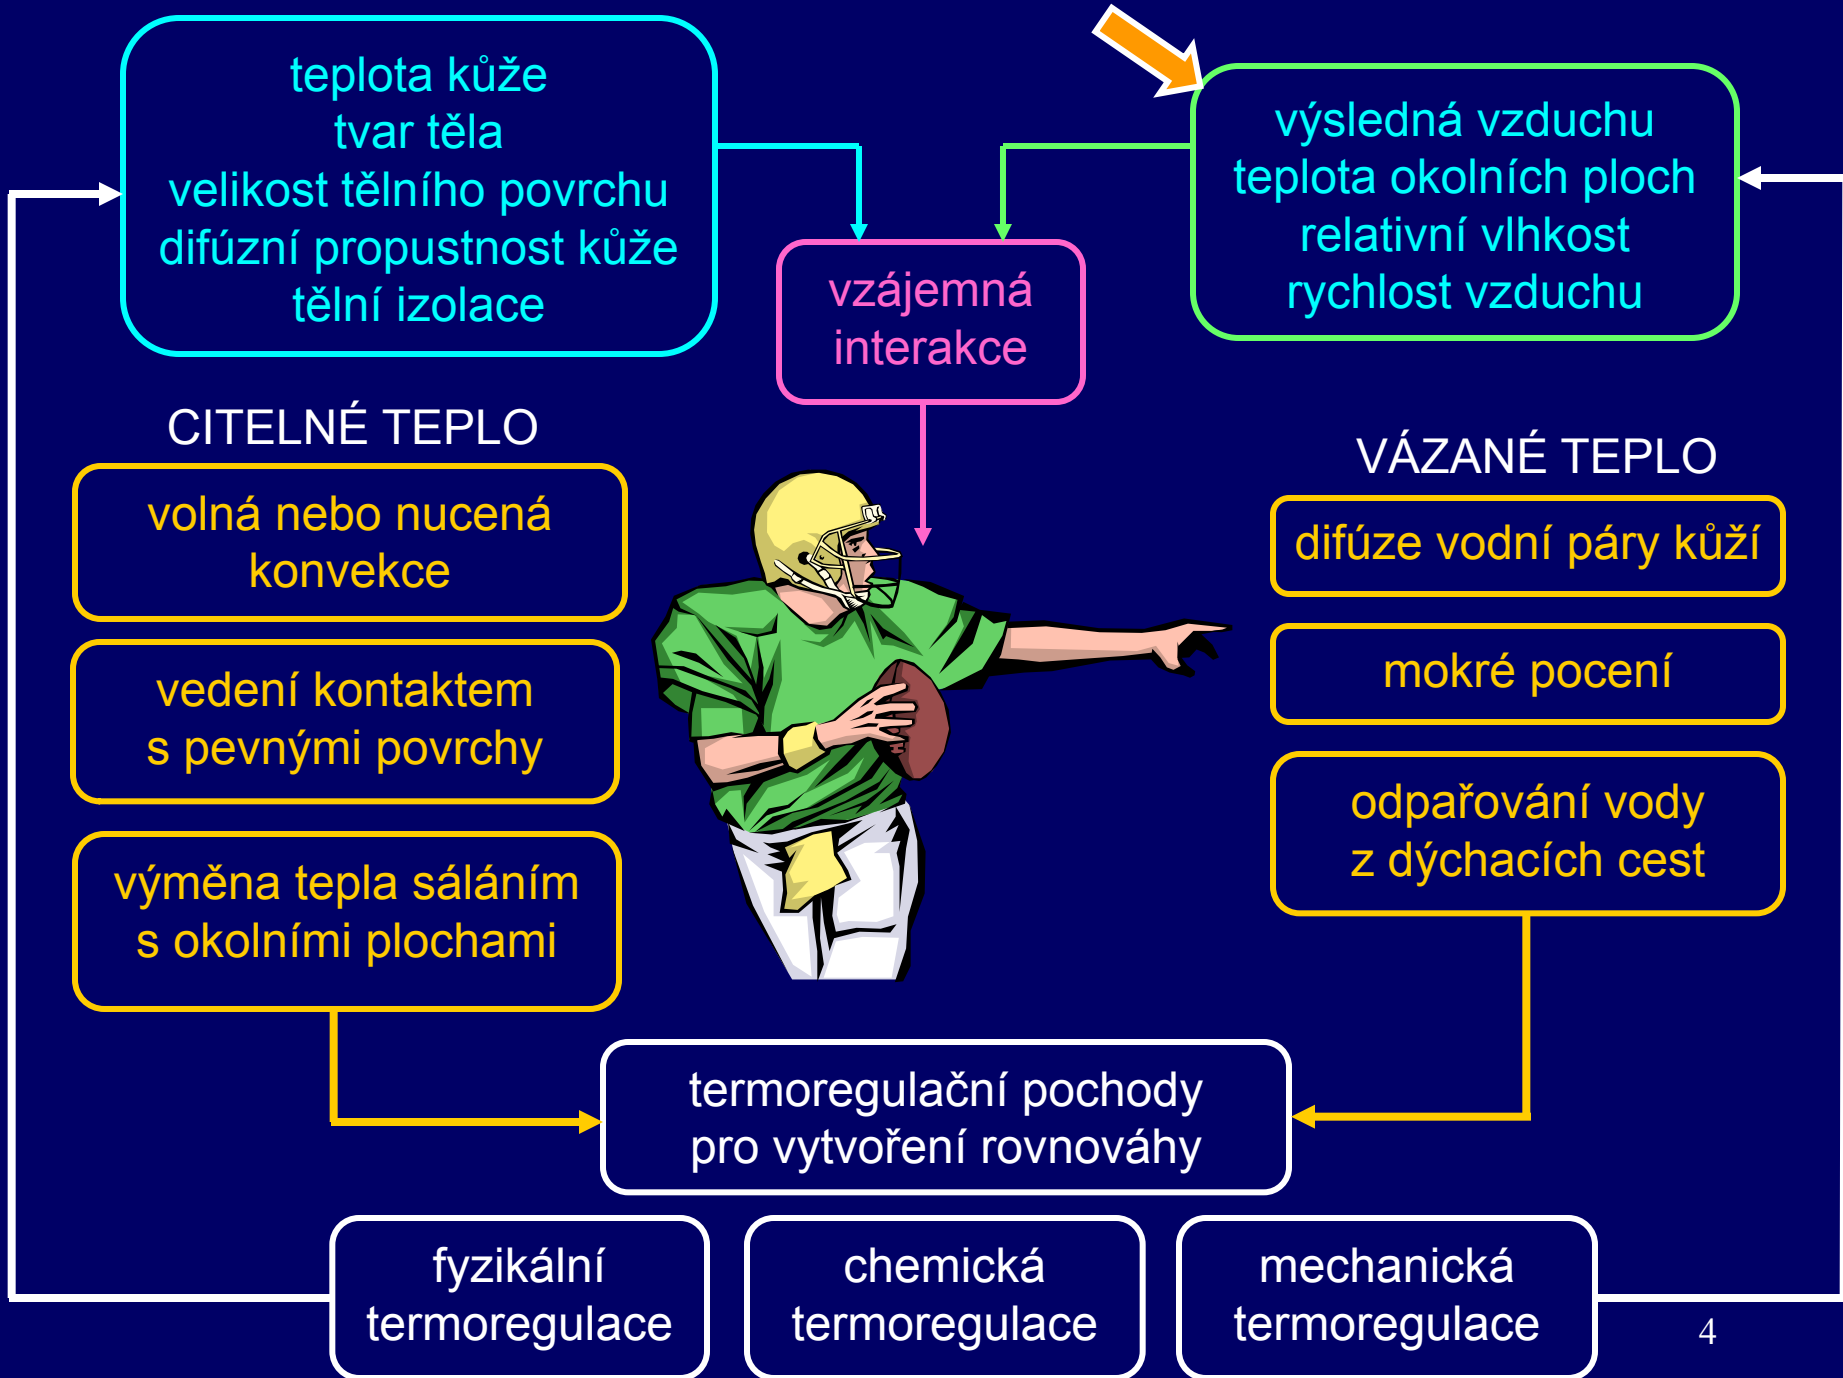 teplota kůže
tvar těla
velikost tělního povrchu
difúzní propustnost kůže
tělní izolace
výsledná vzduchu
teplota okolních ploch
relativní vlhkost
rychlost vzduchu
vzájemná
interakce
CITELNÉ TEPLO
volná nebo nucená
konvekce
vedení kontaktem
s pevnými povrchy
výměna tepla sáláním
s okolními plochami
VÁZANÉ TEPLO
difúze vodní páry kůží
mokré pocení
odpařování vody
z dýchacích cest
termoregulační pochody
pro vytvoření rovnováhy
fyzikální
termoregulace
chemická
termoregulace
mechanická
termoregulace
4